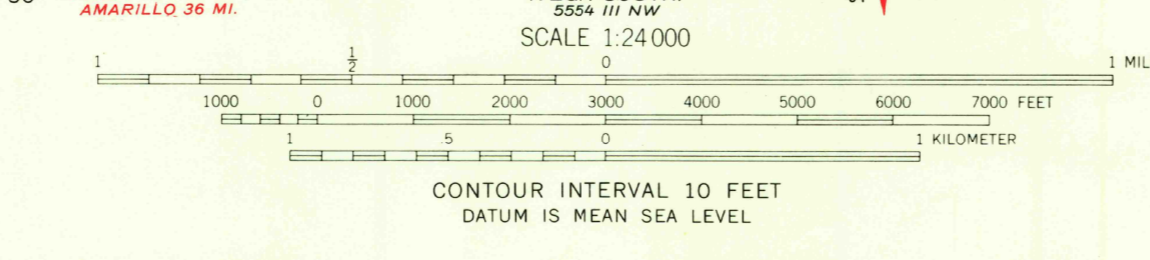 AMARILLO 36 MI.
5554 III NW
SCALE 1:24 000
1 1/2 0 1 MIL
1000 0 1000 2000 3000 4000 5000 6000 7000 FEET
1 .5 0 1 KILOMETER
CONTOUR INTERVAL 10 FEET
DATUM IS MEAN SEA LEVEL